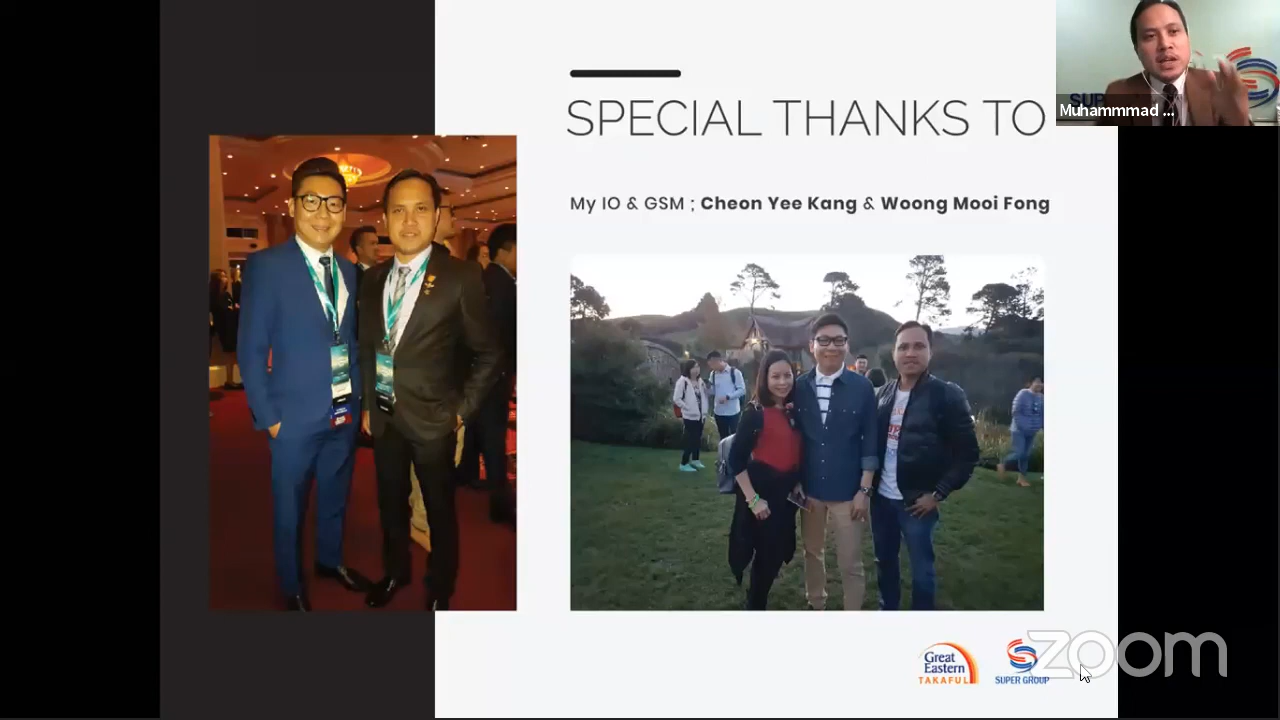 SPECIAL THANKS TO
My IO & GSM ; Cheon Yee Kang & Woong Mooi Fong
Muhammmad ...
Great
Eastern
TAKAFUL
SUPER GROUP
zoom